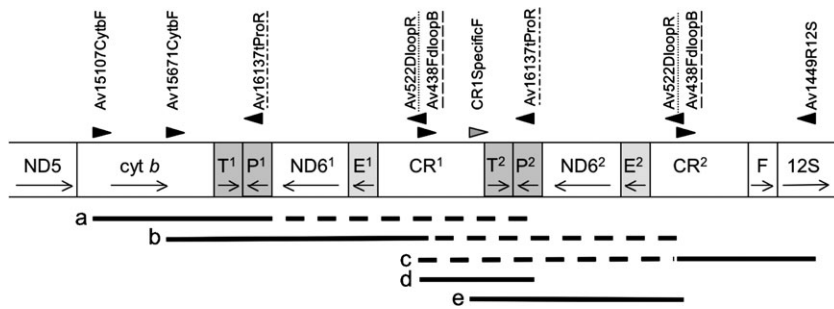 Av15107CytbF
Av15671CytbF
Av16137tProR
Av522DloopR
Av438FdloopB
CR1SpecificF
Av16137tProR
Av522DloopR
Av438FdloopB
Av1449R12S
ND5 cyt b T¹ P¹ ND6¹ E¹ CR¹ T² P² ND6² E² CR² F 12S
a
b
c
d
e